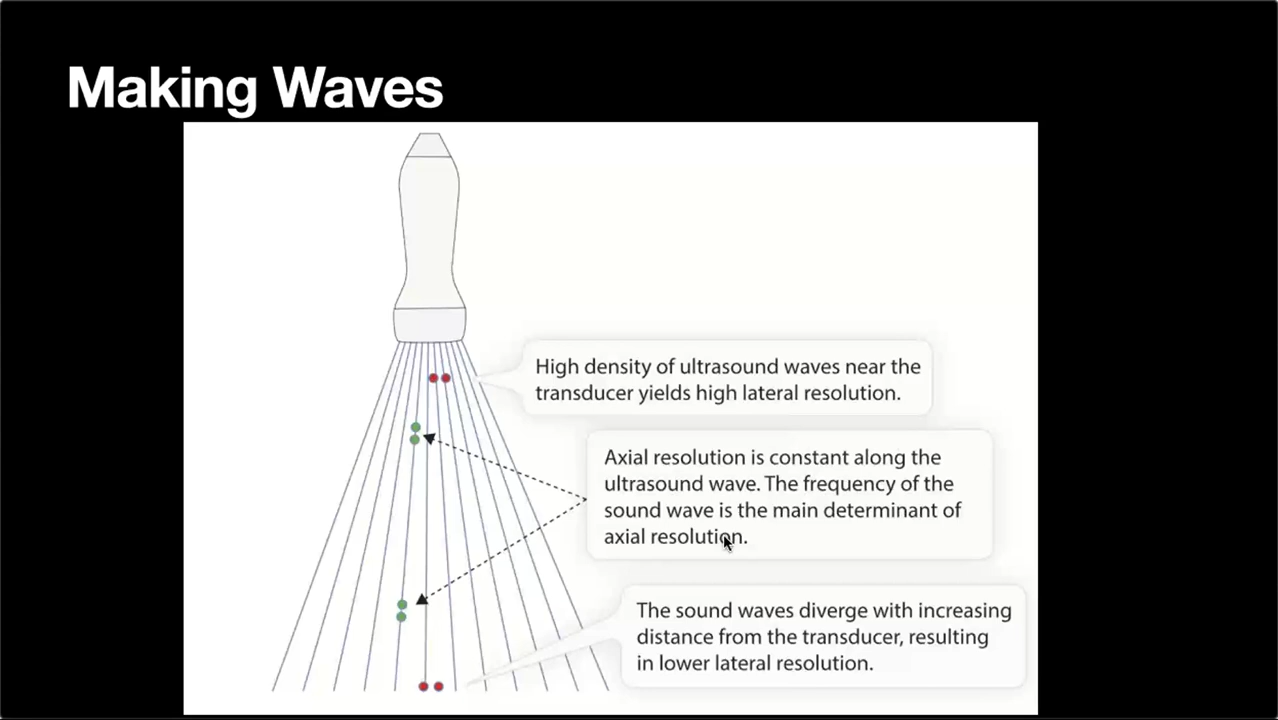 Making Waves
High density of ultrasound waves near the
transducer yields high lateral resolution.
Axial resolution is constant along the
ultrasound wave. The frequency of the
sound wave is the main determinant of
axial resolution.
The sound waves diverge with increasing
distance from the transducer, resulting
in lower lateral resolution.